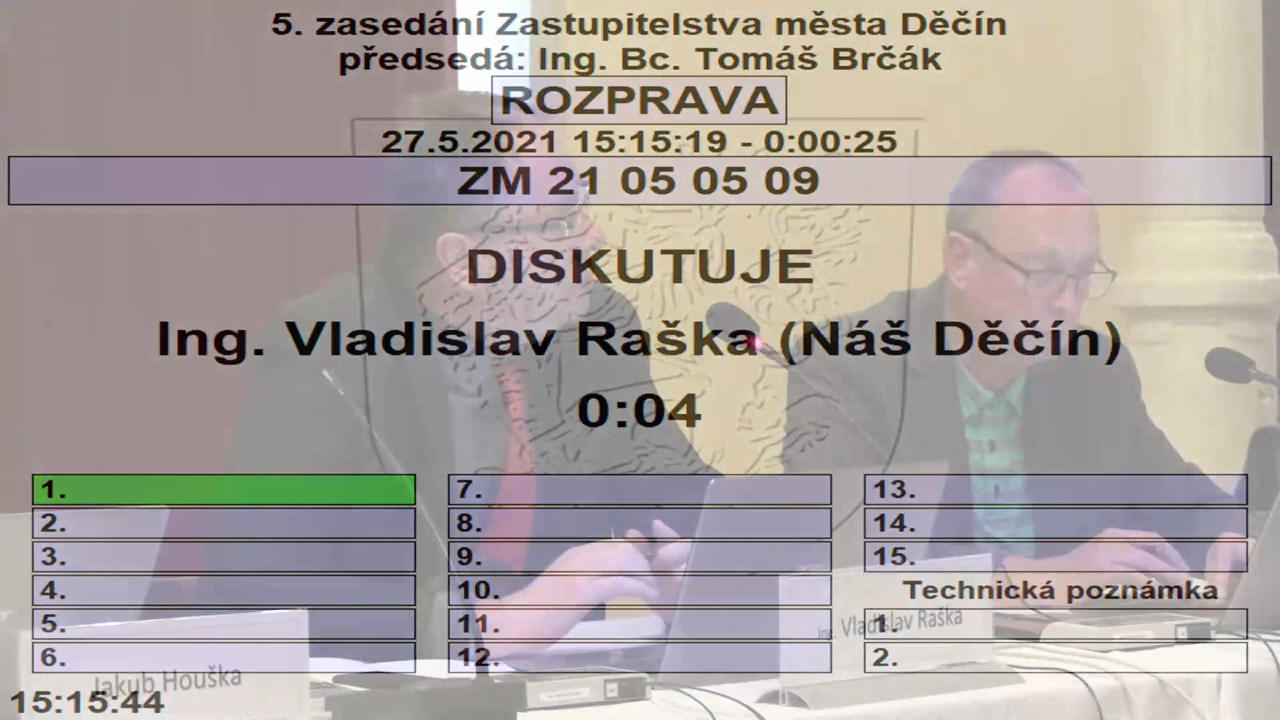 5. zasedání Zastupitelstva města Děčín
předsedá: Ing. Bc. Tomáš Brčák
ROZPRAVA
27.5.2021 15:15:19 - 0:00:25
ZM 21 05 05 09
DISKUTUJE
Ing. Vladislav Raška (Náš Děčín)
0:04
1.
2.
3.
4.
5.
6.
7.
8.
9.
10.
11.
12.
13.
14.
15.
Technická poznámka
1.
2.
Ing. Vladislav Raška
Jakub Houška
15:15:44